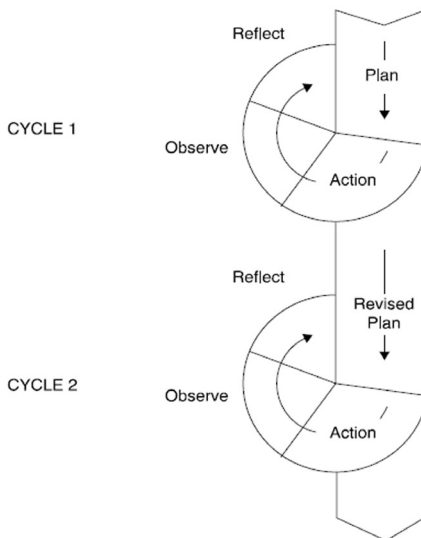 Reflect
Plan
CYCLE 1
Observe
Action
Reflect
Revised
Plan
CYCLE 2
Observe
Action